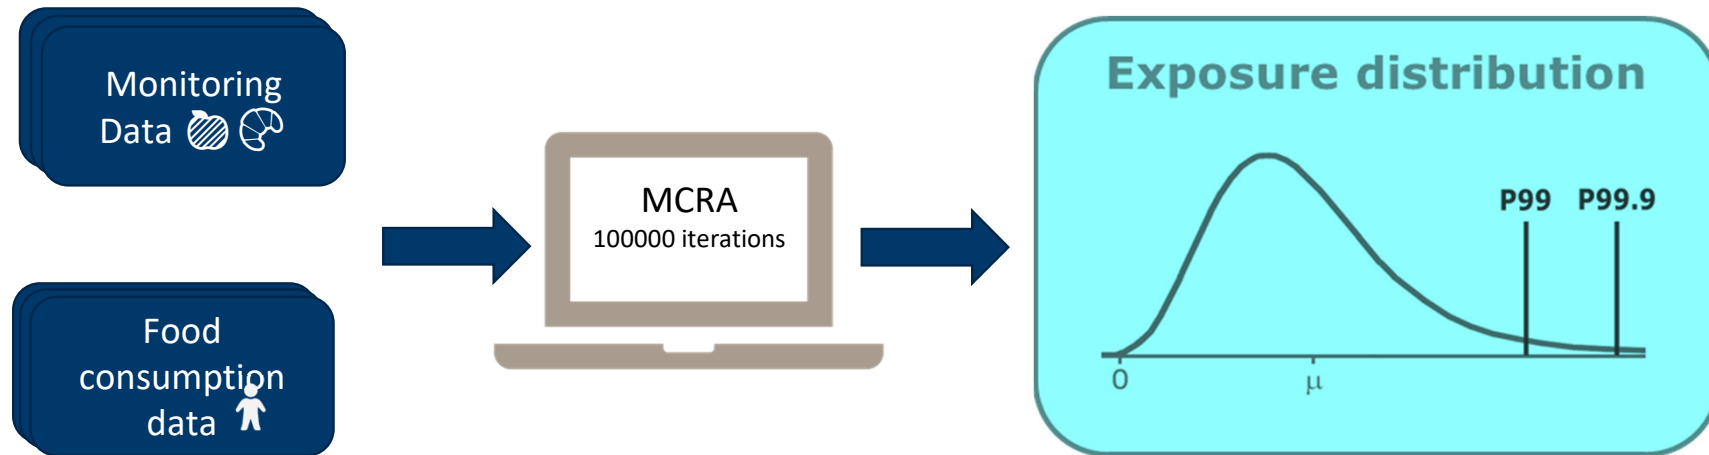 Monitoring
Data
Food
consumption
data
MCRA
100000 iterations
Exposure distribution
P99 P99.9
0 μ